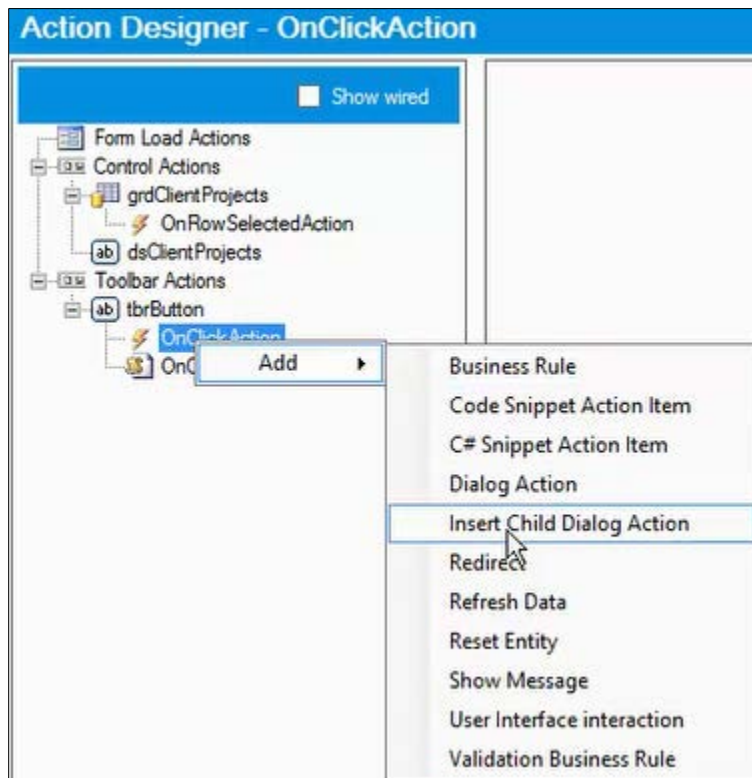 Action Designer - OnClickAction
Show wired
Form Load Actions
Control Actions
grdClientProjects
OnRowSelectedAction
ab dsClientProjects
Toolbar Actions
ab tbrButton
OnClickAction
OnC
Add
Business Rule
Code Snippet Action Item
C# Snippet Action Item
Dialog Action
Insert Child Dialog Action
Redirect
Refresh Data
Reset Entity
Show Message
User Interface interaction
Validation Business Rule